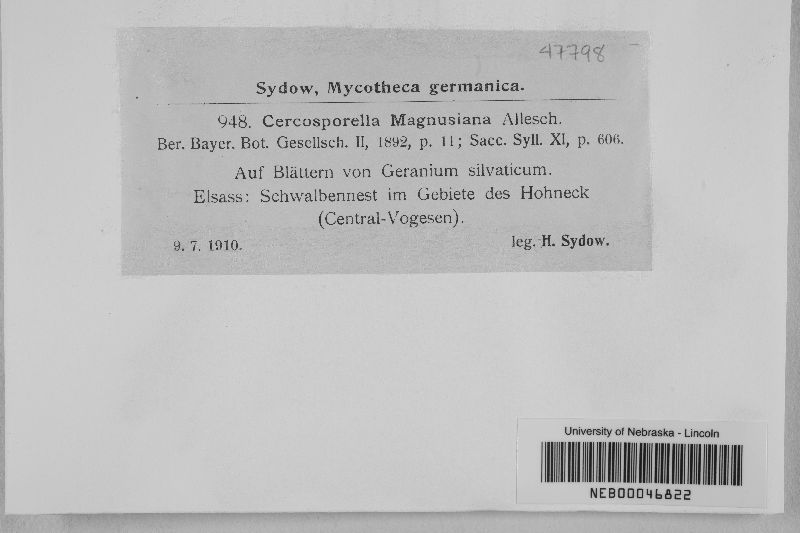 47798
Sydow, Mycotheca germanica.
948. Cercosporella Magnusiana Allesch.
Ber. Bayer. Bot. Gesellsch. II, 1892, p. 11; Sacc. Syll. XI, p. 606.
Auf Blättern von Geranium silvaticum.
Elsass: Schwalbennest im Gebiete des Hohneck
(Central-Vogesen).
9. 7. 1910. leg. H. Sydow.
University of Nebraska - Lincoln
NEB00046822